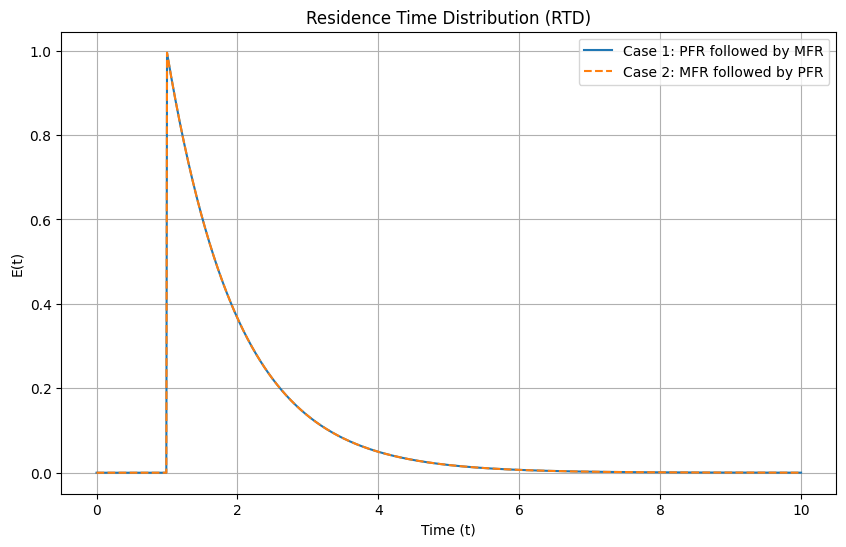 Residence Time Distribution (RTD)
Case 1: PFR followed by MFR
Case 2: MFR followed by PFR
E(t)
1.0
0.8
0.6
0.4
0.2
0.0
0 2 4 6 8 10
Time (t)